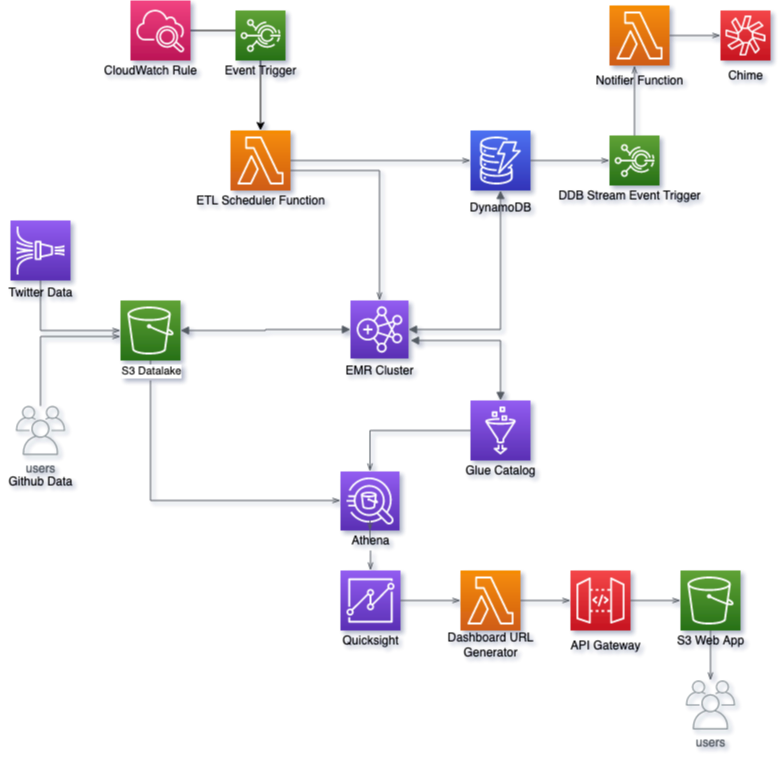 CloudWatch Rule
Event Trigger
Notifier Function
Chime
ETL Scheduler Function
DynamoDB
DDB Stream Event Trigger
Twitter Data
S3 Datalake
EMR Cluster
users
Github Data
Glue Catalog
Athena
Quicksight
Dashboard URL
Generator
API Gateway
S3 Web App
users